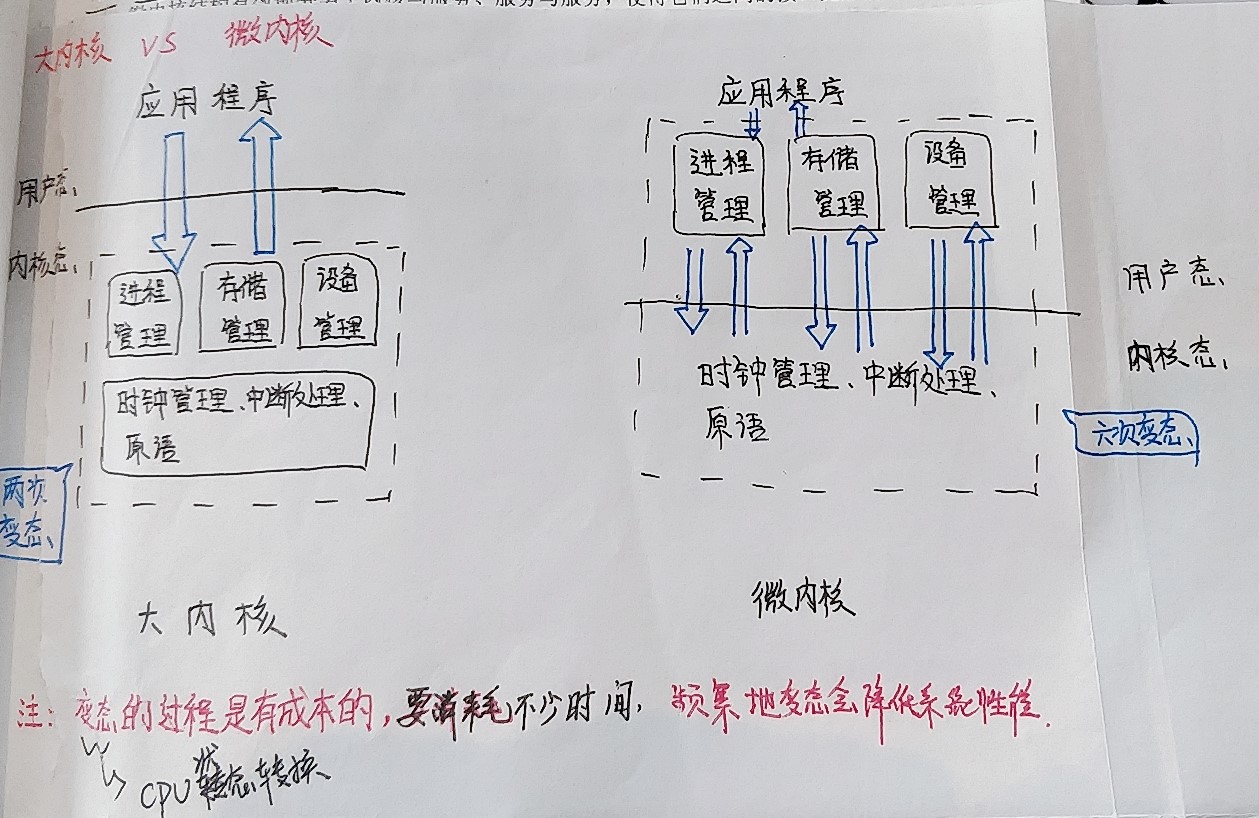 大内核 VS 微内核
应用程序
用户态、
内核态、
进程
管理
存储
管理
设备
管理
时钟管理、中断处理、
原语
两次
变态、
大内核
应用程序
进程
管理
存储
管理
设备
管理
用户态、
内核态、
时钟管理、中断处理、
原语
六次变态、
微内核
注：变态的过程是有成本的，要消耗不少时间，频繁地变态会降低系统性能.
CPU状态转换